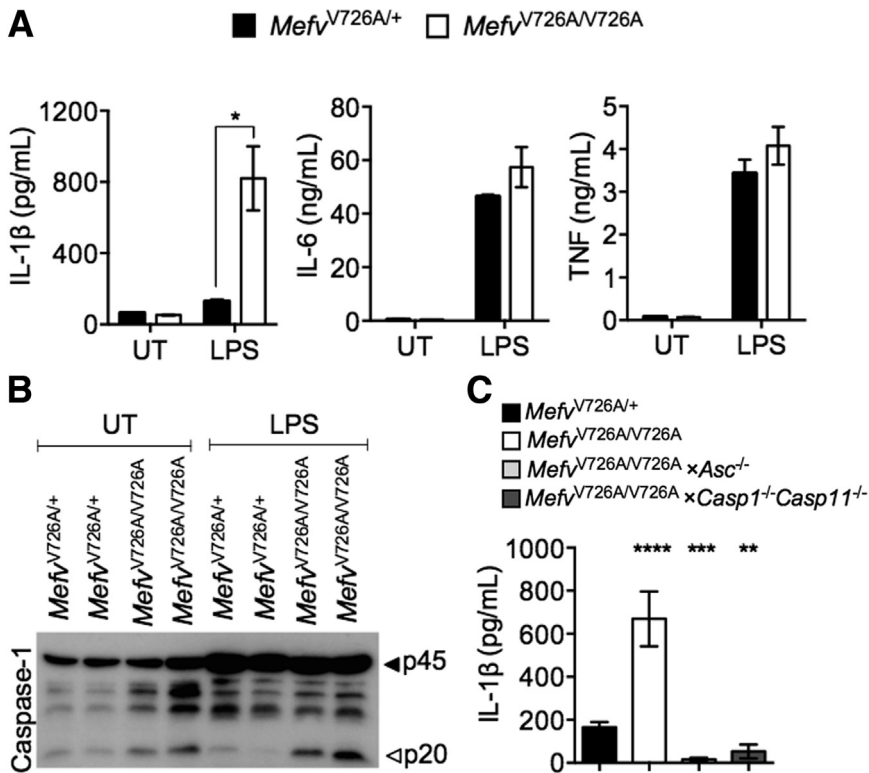 A
Mefv^V726A/+ Mefv^V726A/V726A
IL-1β (pg/mL)
1200
800
400
0
*
UT LPS
IL-6 (ng/mL)
80
60
40
20
0
UT LPS
TNF (ng/mL)
5
4
3
2
1
0
UT LPS
B
UT LPS
Mefv^V726A/+
Mefv^V726A/+
Mefv^V726A/V726A
Mefv^V726A/V726A
Mefv^V726A/+
Mefv^V726A/+
Mefv^V726A/V726A
Mefv^V726A/V726A
Caspase-1
p45
p20
C
Mefv^V726A/+
Mefv^V726A/V726A
Mefv^V726A/V726A ×Asc^-/-
Mefv^V726A/V726A ×Casp1^-/-Casp11^-/-
IL-1β (pg/mL)
1000
800
600
400
200
0
**** *** **